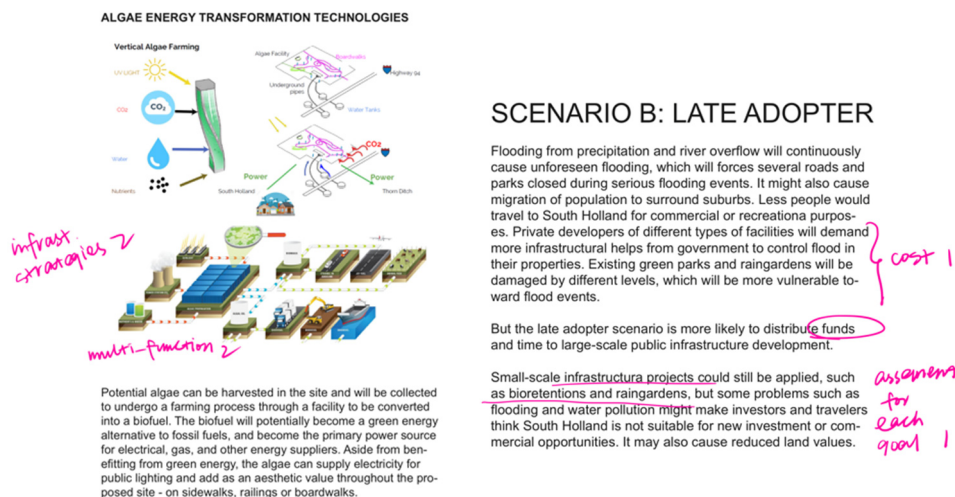 ALGAE ENERGY TRANSFORMATION TECHNOLOGIES
Vertical Algae Farming
UV LIGHT
CO2
CO2
Water
Nutrients
Algae Facility
Boardwalks
Highway 94
Underground
pipes
Water Tanks
CO2
Power
Power
South Holland
Thorn Ditch
infrast.
strategies 2
multi-function 2
Potential algae can be harvested in the site and will be collected
to undergo a farming process through a facility to be converted
into a biofuel. The biofuel will potentially become a green energy
alternative to fossil fuels, and become the primary power source
for electrical, gas, and other energy suppliers. Aside from ben-
efitting from green energy, the algae can supply electricity for
public lighting and add as an aesthetic value throughout the pro-
posed site - on sidewalks, railings or boardwalks.
SCENARIO B: LATE ADOPTER
Flooding from precipitation and river overflow will continuously
cause unforeseen flooding, which will forces several roads and
parks closed during serious flooding events. It might also cause
migration of population to surround suburbs. Less people would
travel to South Holland for commercial or recreationa purpos-
es. Private developers of different types of facilities will demand
more infrastructural helps from government to control flood in
their properties. Existing green parks and raingardens will be
damaged by different levels, which will be more vulnerable to-
ward flood events.
cost 1
But the late adopter scenario is more likely to distribute funds
and time to large-scale public infrastructure development.
Small-scale infrastructura projects could still be applied, such
as bioretentions and raingardens, but some problems such as
flooding and water pollution might make investors and travelers
think South Holland is not suitable for new investment or com-
mercial opportunities. It may also cause reduced land values.
for
each
goal 1